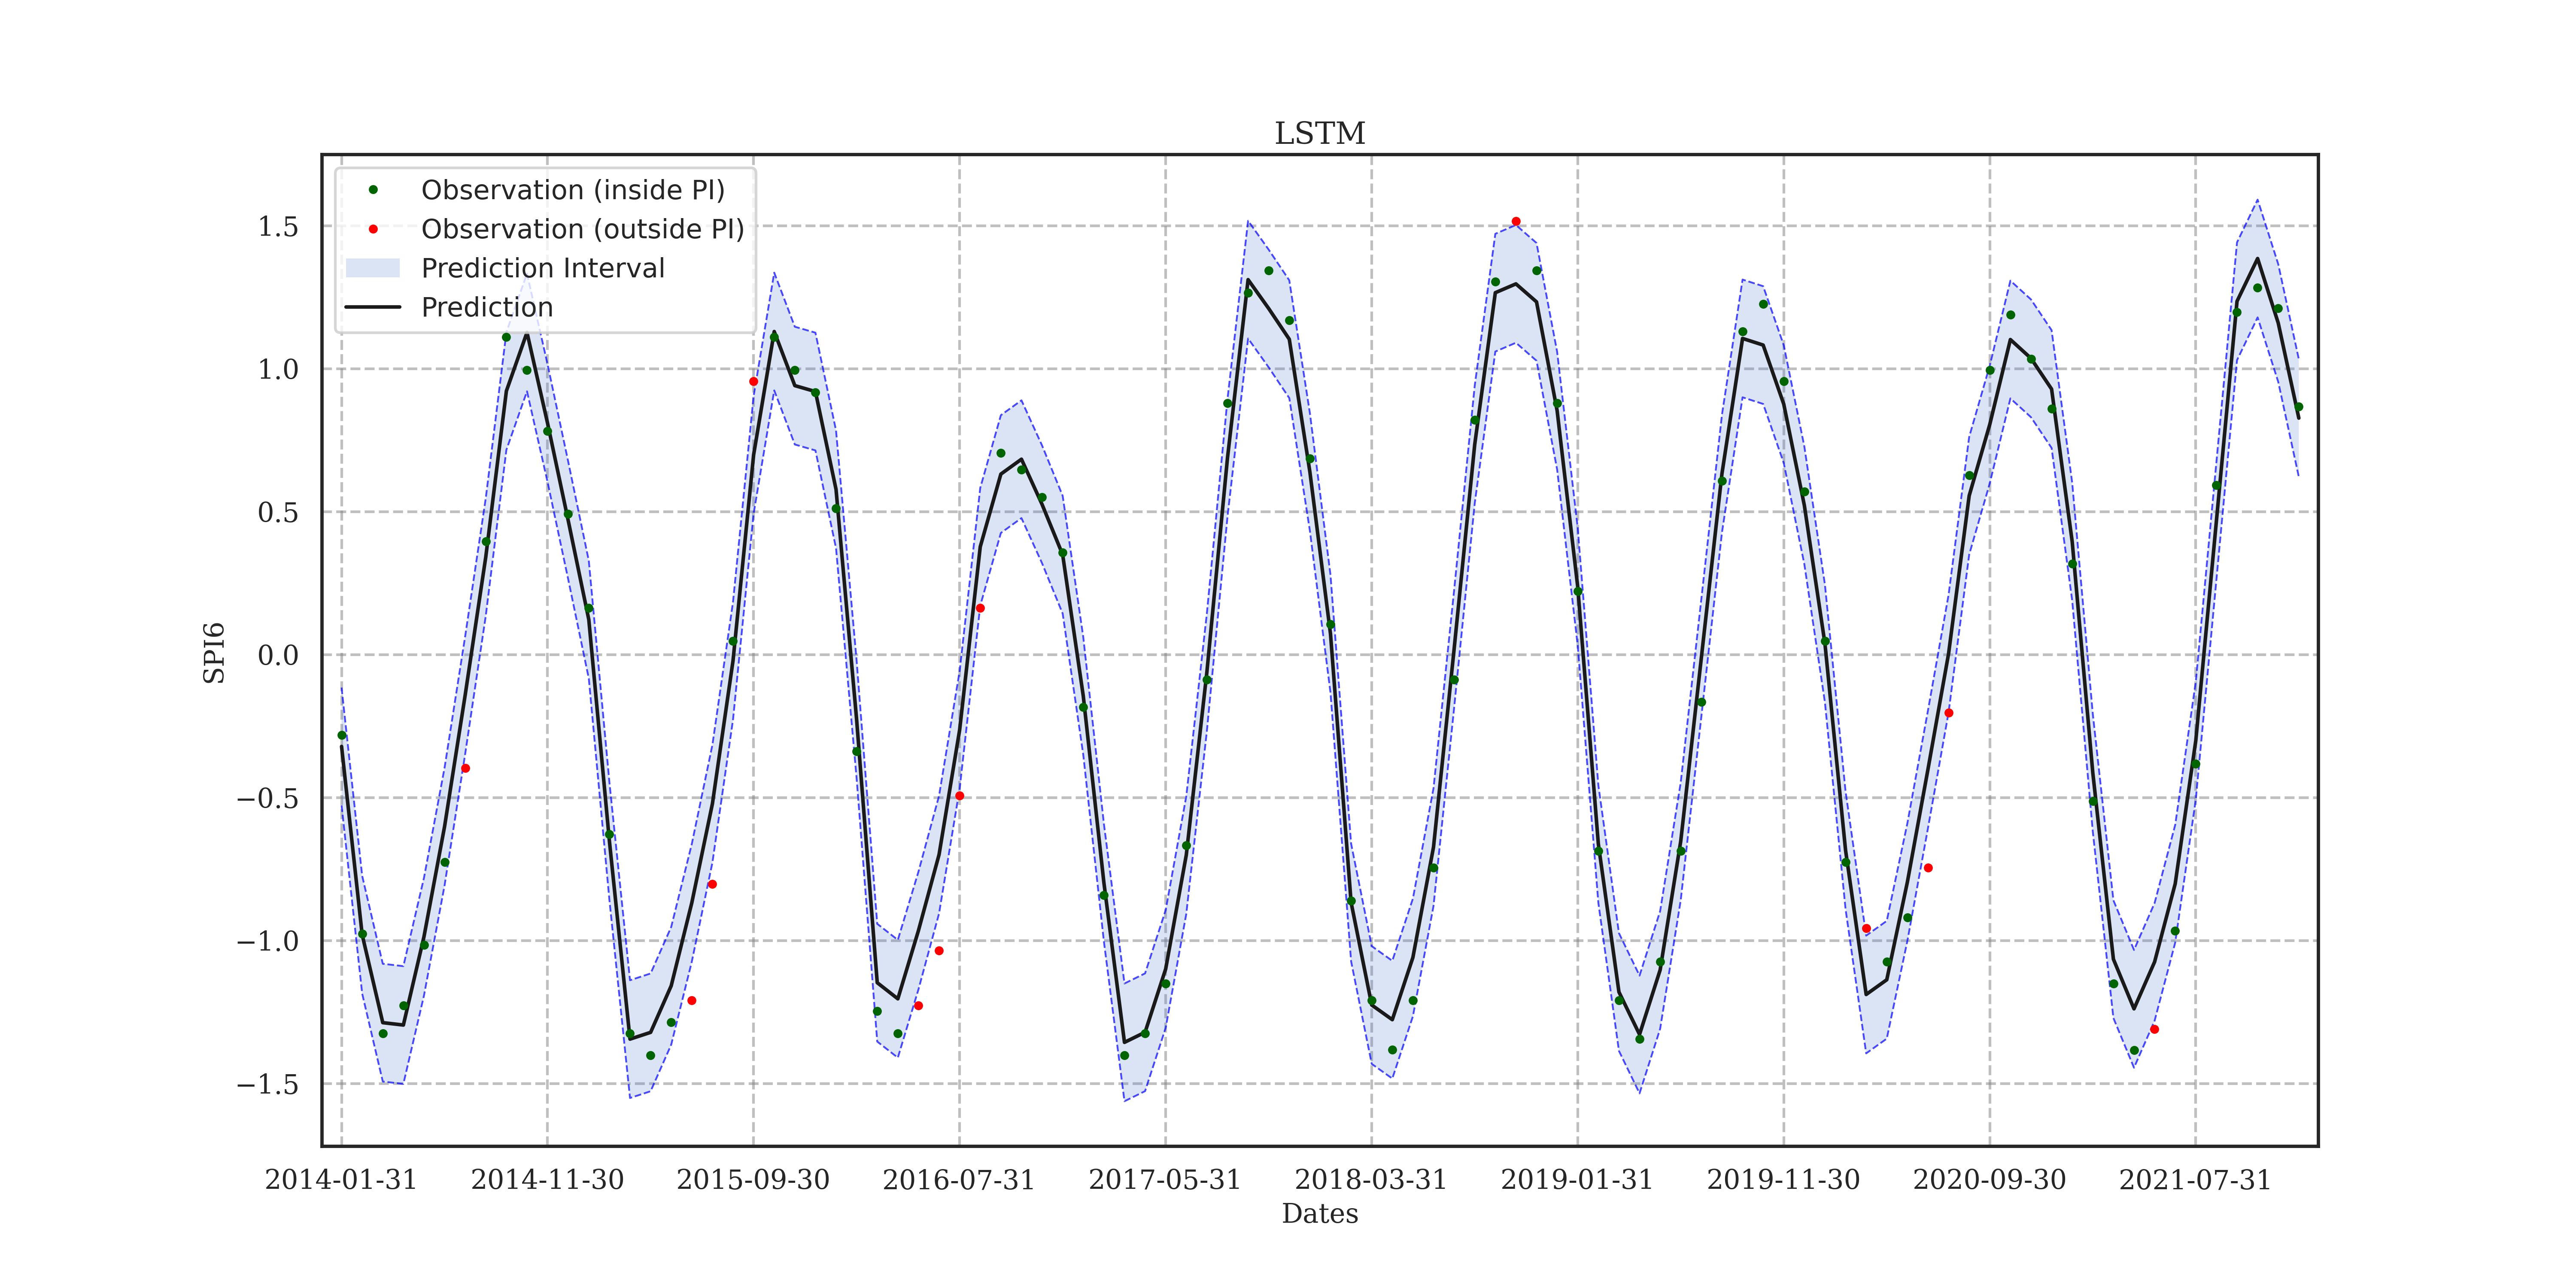 LSTM
Observation (inside PI)
Observation (outside PI)
Prediction Interval
Prediction
1.5
1.0
0.5
0.0
−0.5
−1.0
−1.5
SPI6
2014-01-31 2014-11-30 2015-09-30 2016-07-31 2017-05-31 2018-03-31 2019-01-31 2019-11-30 2020-09-30 2021-07-31
Dates